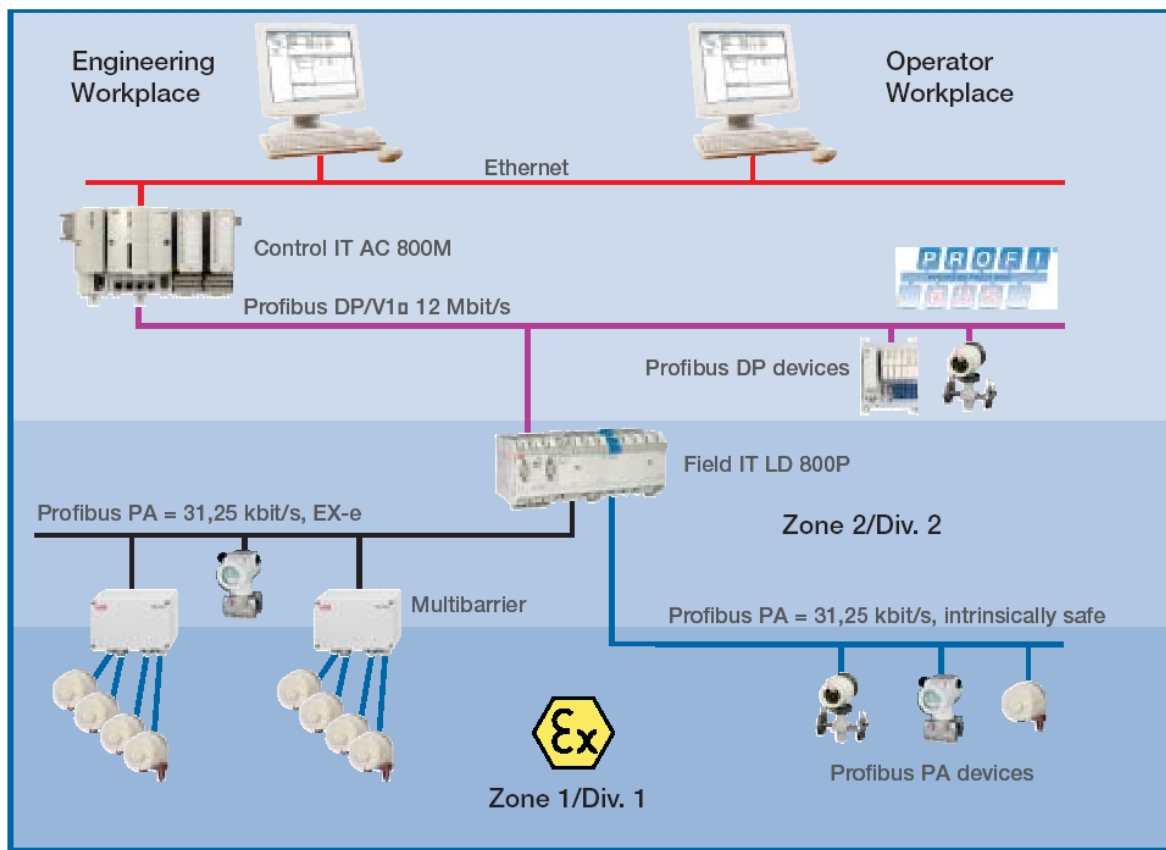 Engineering
Workplace
Operator
Workplace
Ethernet
Control IT AC 800M
PROFI
Profibus DP/V1▯ 12 Mbit/s
Profibus DP devices
Field IT LD 800P
Profibus PA = 31,25 kbit/s, EX-e
Zone 2/Div. 2
Multibarrier
Profibus PA = 31,25 kbit/s, intrinsically safe
Ex
Profibus PA devices
Zone 1/Div. 1